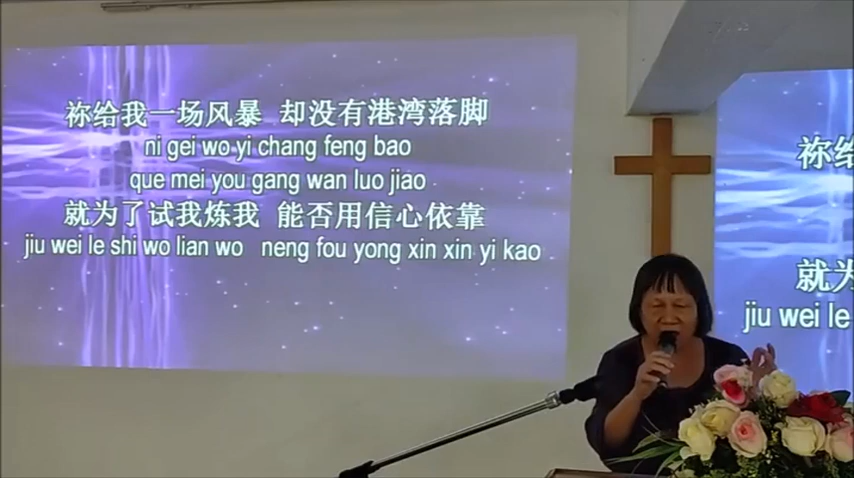 祢给我一场风暴 却没有港湾落脚
ni gei wo yi chang feng bao
que mei you gang wan luo jiao
就为了试我炼我 能否用信心依靠
jiu wei le shi wo lian wo neng fou yong xin xin yi kao
祢给
就为
jiu wei le